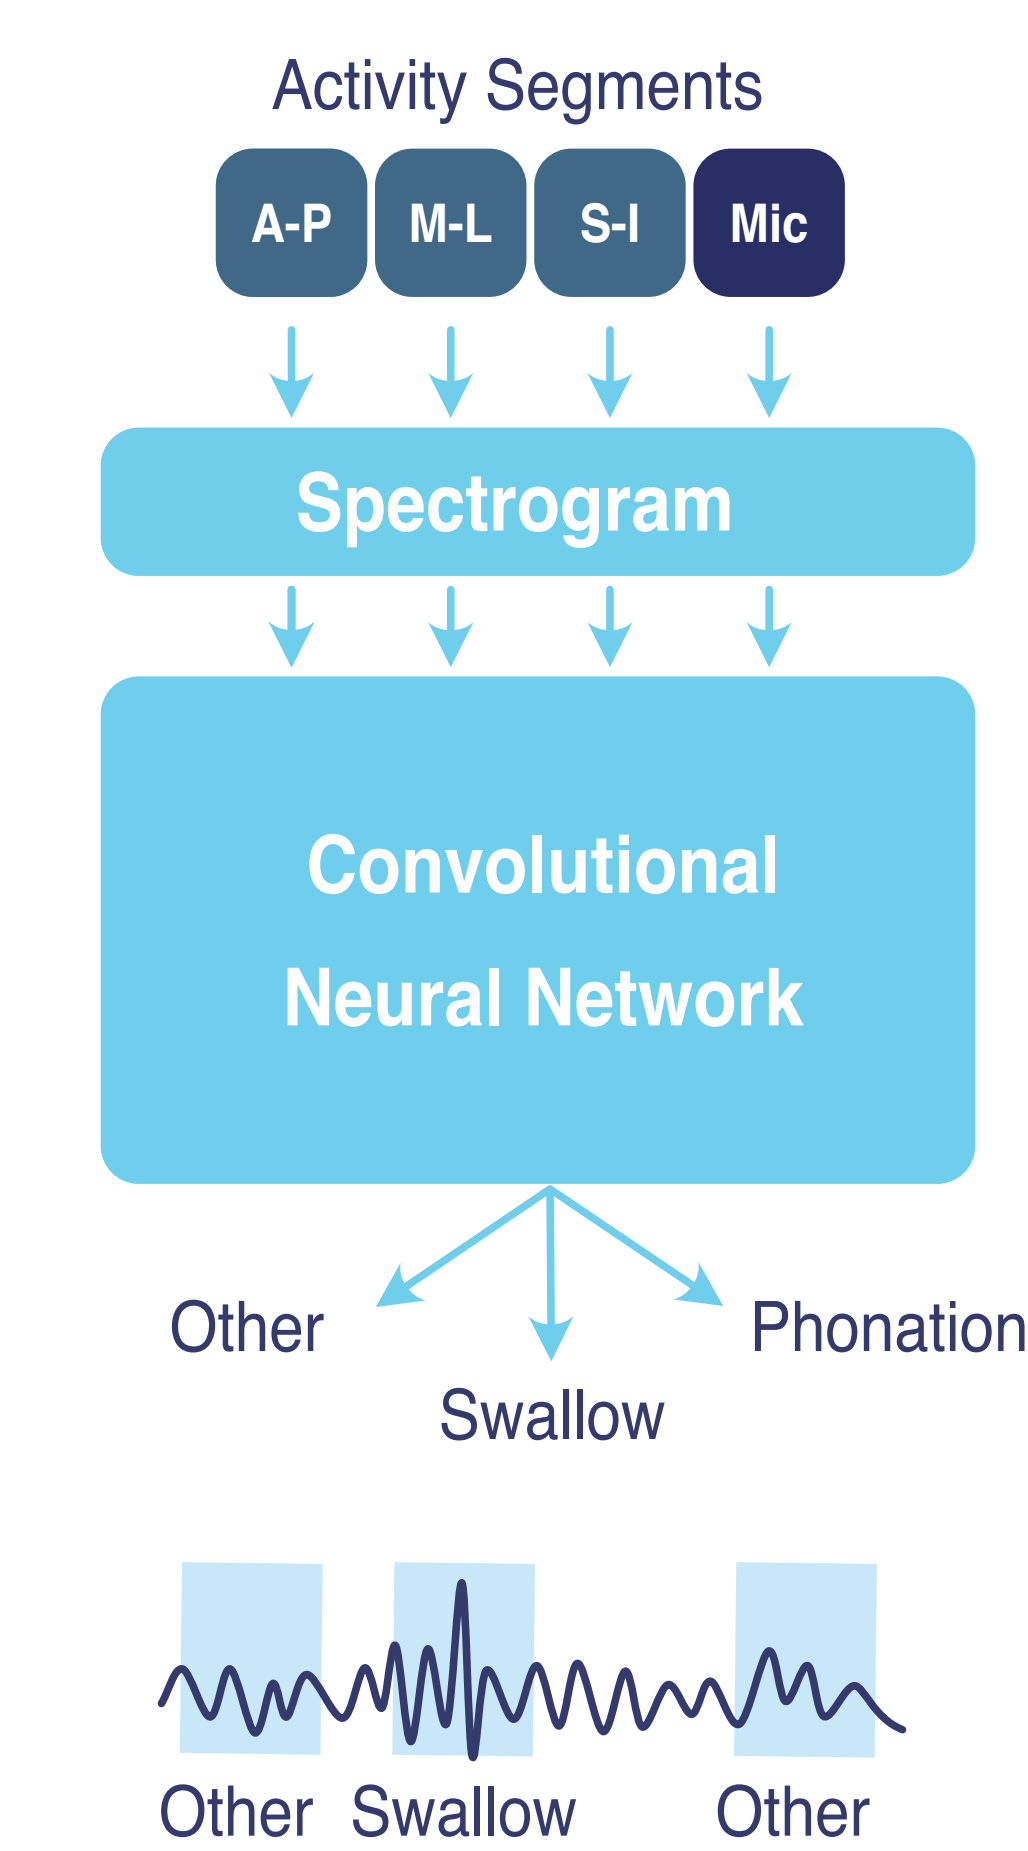 Activity Segments
A-P M-L S-I Mic
Spectrogram
Convolutional
Neural Network
Other Phonation
Swallow
Other Swallow Other